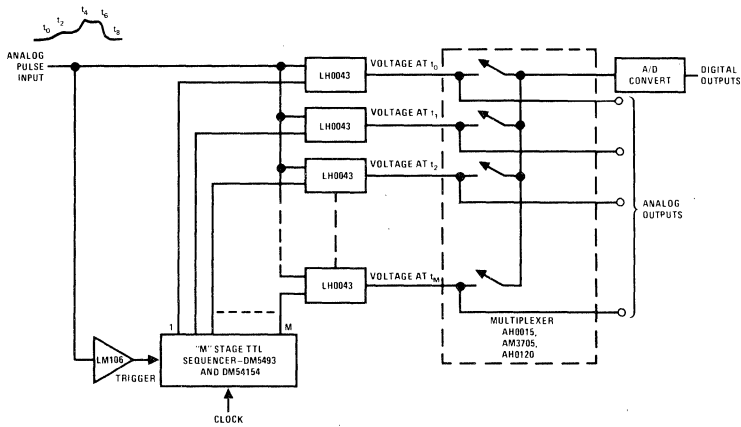 t0 t2 t4 t6 t8
ANALOG
PULSE
INPUT
LH0043
VOLTAGE AT t0
A/D
CONVERT
DIGITAL
OUTPUTS
LH0043
VOLTAGE AT t1
LH0043
VOLTAGE AT t2
ANALOG
OUTPUTS
LH0043
VOLTAGE AT tM
1
M
MULTIPLEXER
AH0015,
AM3705,
AH0120
LM106
TRIGGER
"M" STAGE TTL
SEQUENCER–DM5493
AND DM54154
CLOCK